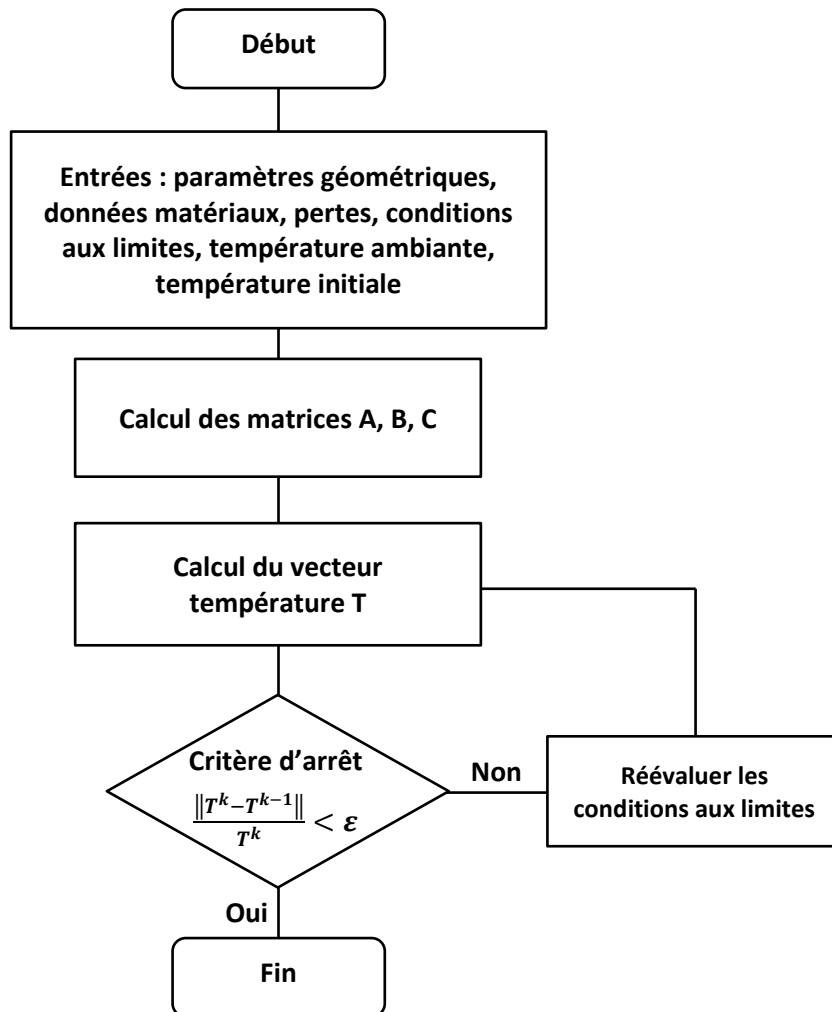 Début
Entrées : paramètres géométriques,
données matériaux, pertes, conditions
aux limites, température ambiante,
température initiale
Calcul des matrices A, B, C
Calcul du vecteur
température T
Critère d’arrêt
‖T^k−T^{k−1}‖ / T^k < ε
Non
Réévaluer les
conditions aux limites
Oui
Fin